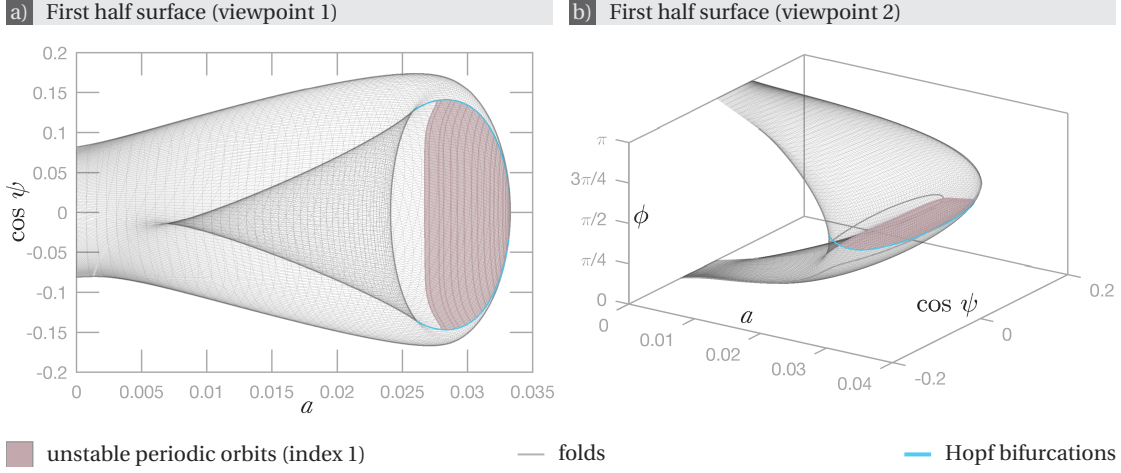 a) First half surface (viewpoint 1)
0.2
0.15
0.1
0.05
0
-0.05
-0.1
-0.15
-0.2
cos ψ
0 0.005 0.01 0.015 0.02 0.025 0.03 0.035
a
b) First half surface (viewpoint 2)
π
3π/4
π/2
π/4
0
ϕ
0 0.01 0.02 0.03 0.04
a
-0.2 0 0.2
cos ψ
unstable periodic orbits (index 1)
folds
Hopf bifurcations